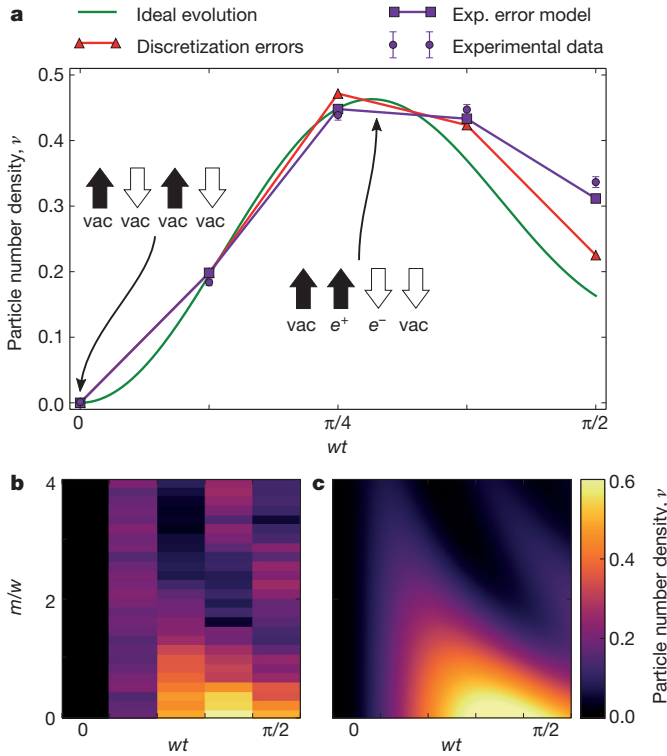 a
Ideal evolution
Exp. error model
Discretization errors
Experimental data
0.5
0.4
0.3
0.2
0.1
0.0
Particle number density, ν
vac vac vac vac
vac e⁺ e⁻ vac
0
π/4
π/2
wt
b
4
2
0
m/w
0
π/2
wt
c
0
π/2
wt
0.6
0.4
0.2
0.0
Particle number density, ν